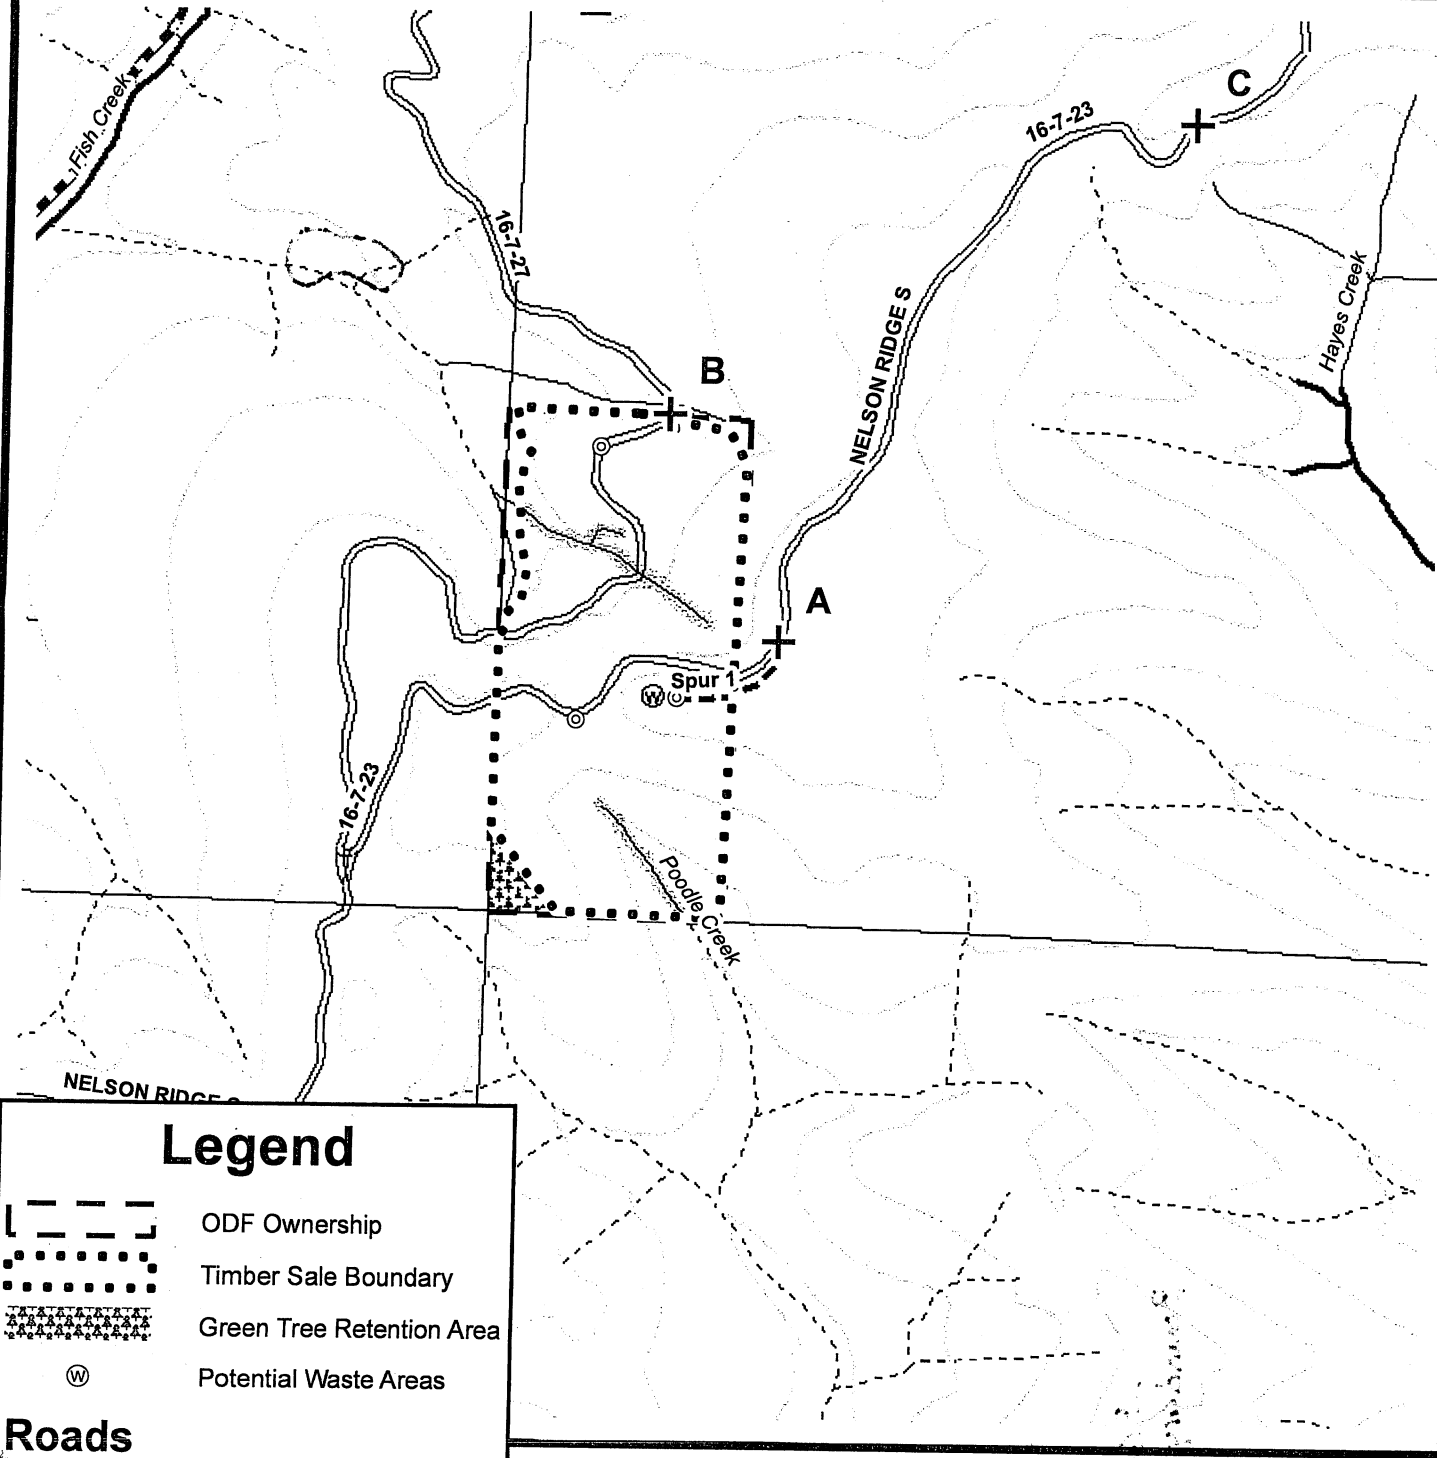 C
16-7-23
Fish Creek
16-7-27
Hayes Creek
NELSON RIDGE S
B
A
Spur 1
W
16-7-23
Poodle Creek
NELSON RIDGE S
Legend
ODF Ownership
Timber Sale Boundary
Green Tree Retention Area
W
Potential Waste Areas
Roads